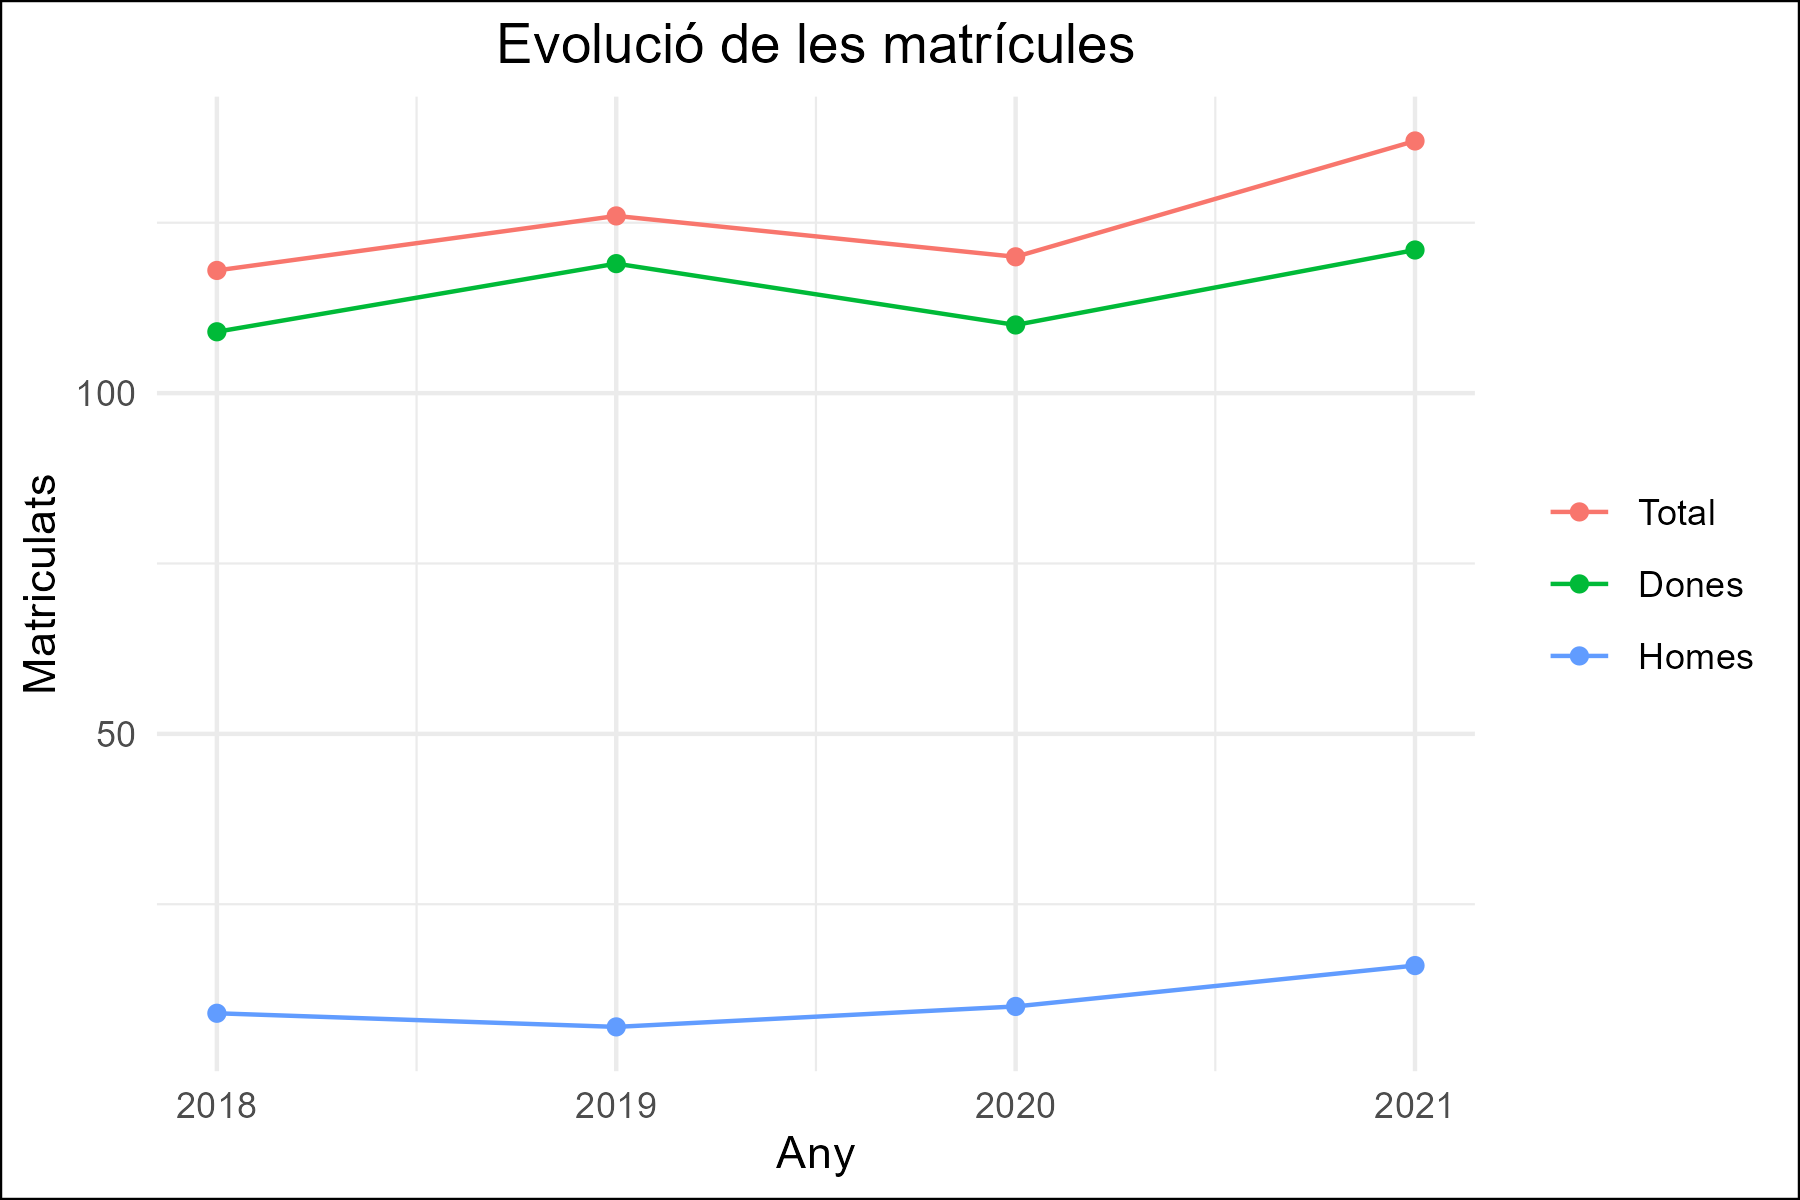 Evolució de les matrícules
Matriculats
100
50
2018
2019
2020
2021
Any
Total
Dones
Homes